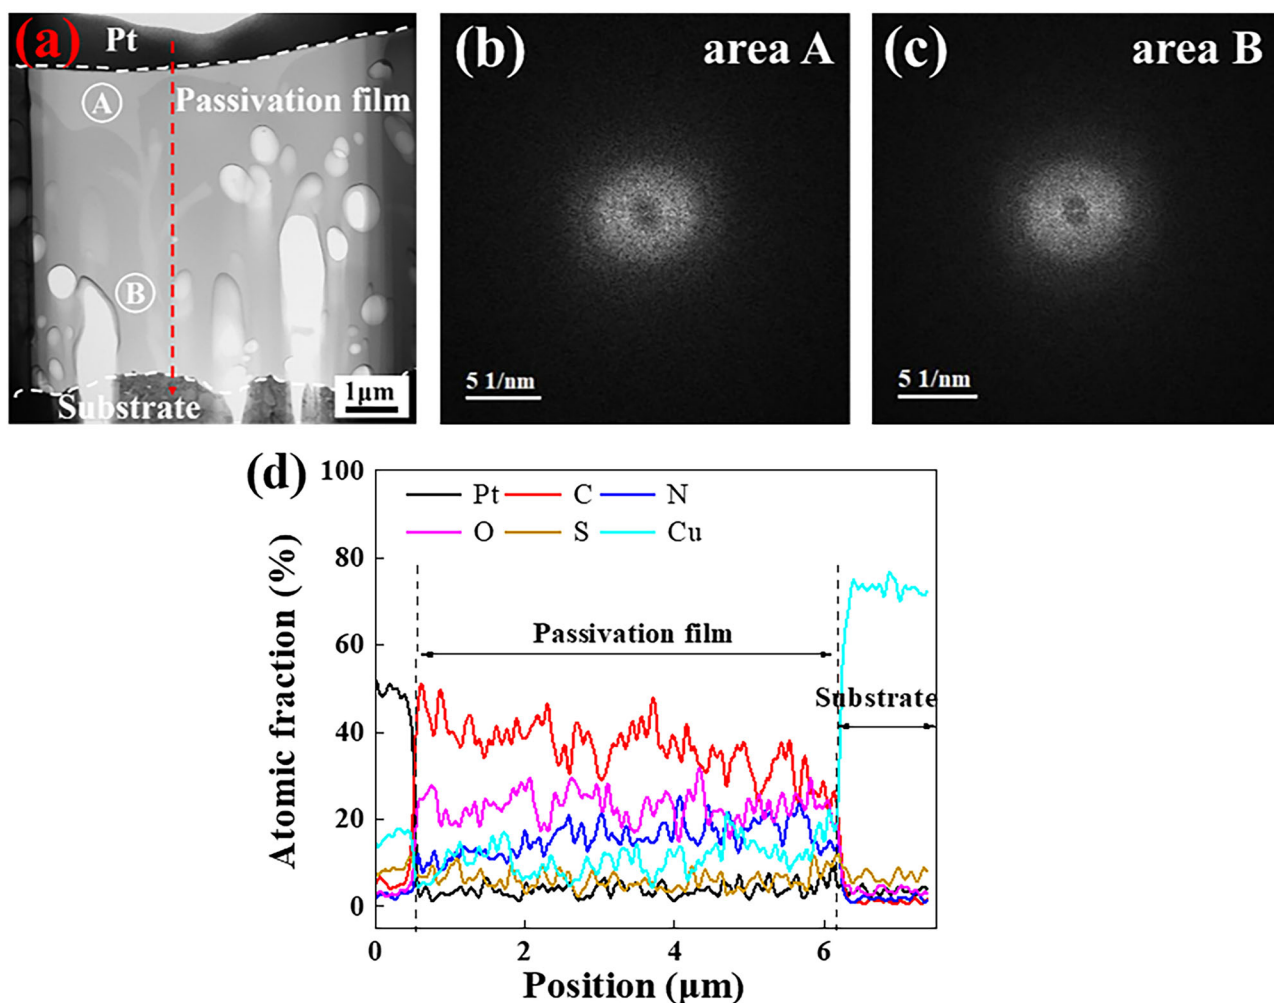 (a)
Pt
A
Passivation film
B
Substrate
1μm
(b)
area A
5 1/nm
(c)
area B
5 1/nm
(d)
Pt
C
N
O
S
Cu
Passivation film
Substrate
Atomic fraction (%)
100
80
60
40
20
0
0
2
4
6
Position (μm)